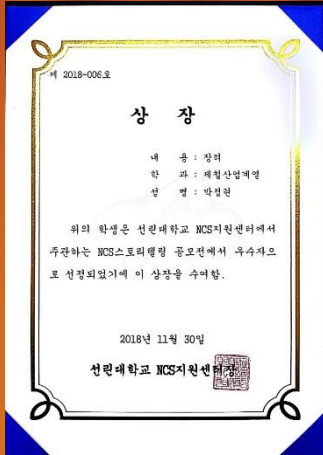 제 2018-006호
상 장
내 용 : 장려
학 과 : 제철산업계열
성 명 : 박정현
위의 학생은 선린대학교 NCS지원센터에서
주관하는 NCS스토리텔링 공모전에서 우수자으
로 선정되었기에 이 상장을 수여함.
2018년 11월 30일
선린대학교 NCS지원센터장